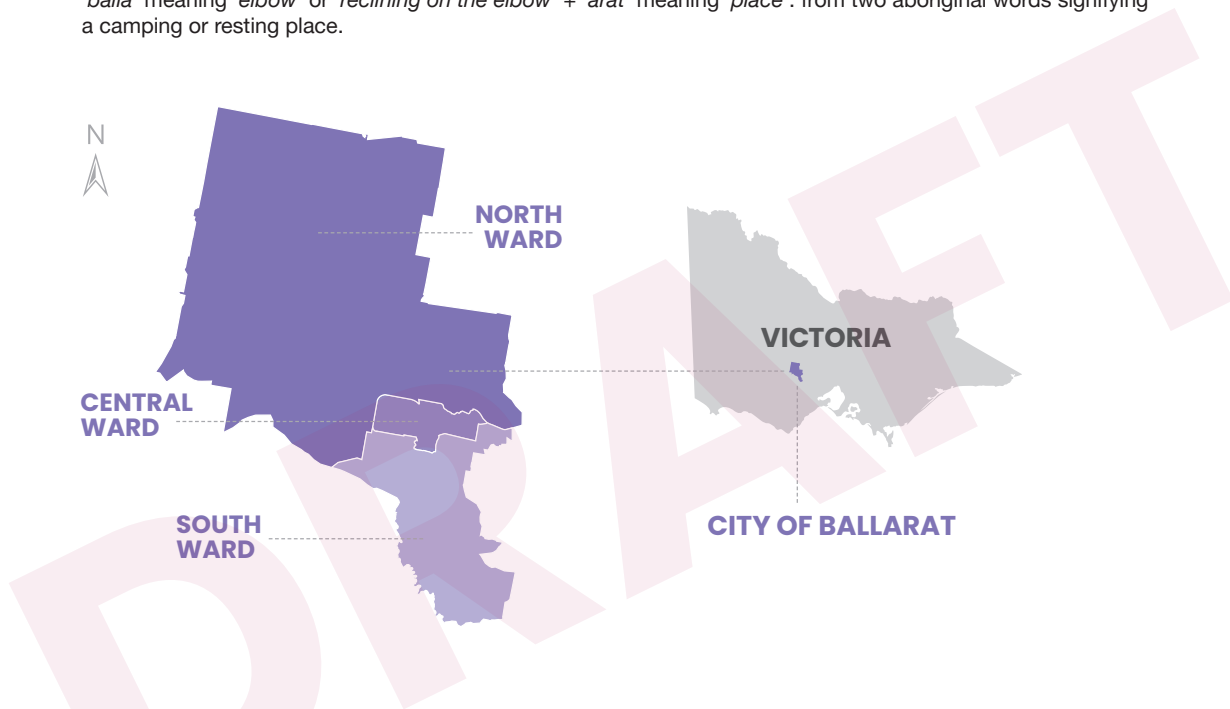 'balla' meaning 'elbow' or 'reclining on the elbow' + 'arat' meaning 'place'. from two aboriginal words signifying
a camping or resting place.
N
NORTH
WARD
VICTORIA
CENTRAL
WARD
SOUTH
WARD
CITY OF BALLARAT
DRAFT